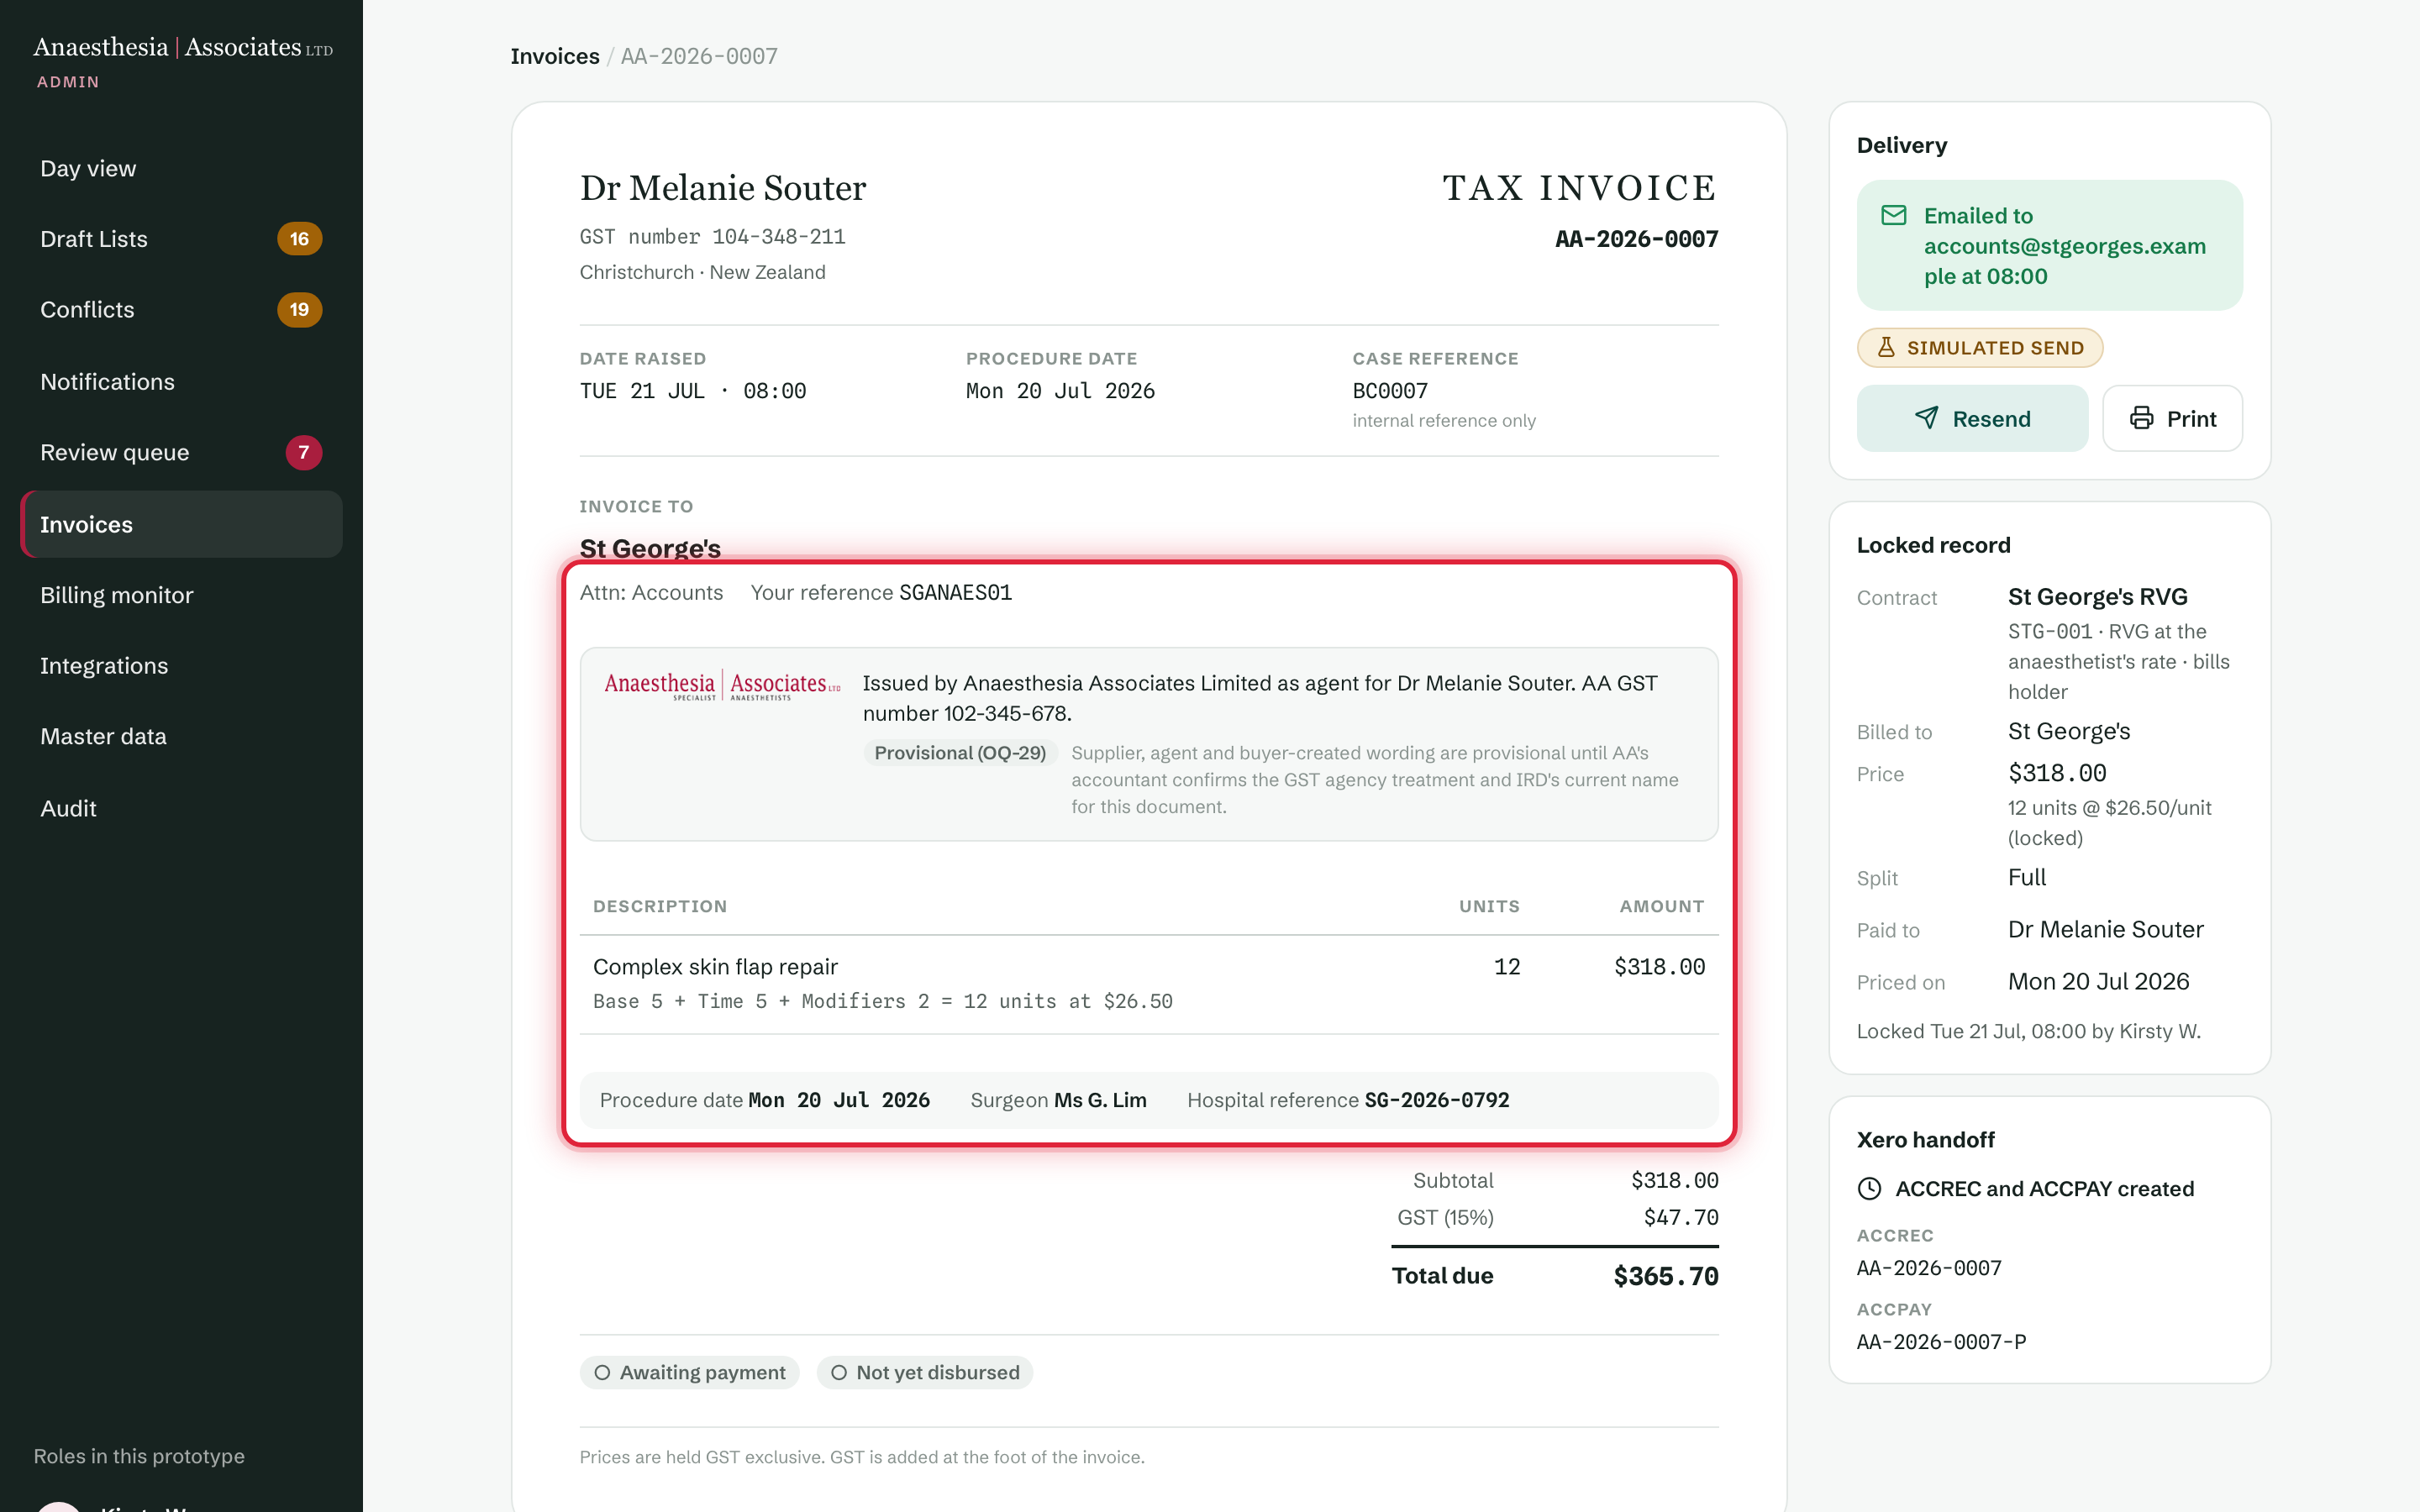 Anaesthesia | Associates LTD
ADMIN
Day view
Draft Lists 16
Conflicts 19
Notifications
Review queue 7
Invoices
Billing monitor
Integrations
Master data
Audit
Roles in this prototype
Invoices / AA-2026-0007
Dr Melanie Souter
GST number 104-348-211
Christchurch · New Zealand
TAX INVOICE
AA-2026-0007
DATE RAISED
TUE 21 JUL · 08:00
PROCEDURE DATE
Mon 20 Jul 2026
CASE REFERENCE
BC0007
internal reference only
INVOICE TO
St George's
Attn: Accounts Your reference SGANAES01
Anaesthesia | Associates LTD
SPECIALIST ANAESTHETISTS
Issued by Anaesthesia Associates Limited as agent for Dr Melanie Souter. AA GST
number 102-345-678.
Provisional (OQ-29)
Supplier, agent and buyer-created wording are provisional until AA's
accountant confirms the GST agency treatment and IRD's current name
for this document.
DESCRIPTION UNITS AMOUNT
Complex skin flap repair 12 $318.00
Base 5 + Time 5 + Modifiers 2 = 12 units at $26.50
Procedure date Mon 20 Jul 2026 Surgeon Ms G. Lim Hospital reference SG-2026-0792
Subtotal $318.00
GST (15%) $47.70
Total due $365.70
Awaiting payment Not yet disbursed
Prices are held GST exclusive. GST is added at the foot of the invoice.
Delivery
Emailed to
accounts@stgeorges.exam
ple at 08:00
SIMULATED SEND
Resend Print
Locked record
Contract St George's RVG
STG-001 · RVG at the
anaesthetist's rate · bills
holder
Billed to St George's
Price $318.00
12 units @ $26.50/unit
(locked)
Split Full
Paid to Dr Melanie Souter
Priced on Mon 20 Jul 2026
Locked Tue 21 Jul, 08:00 by Kirsty W.
Xero handoff
ACCREC and ACCPAY created
ACCREC
AA-2026-0007
ACCPAY
AA-2026-0007-P